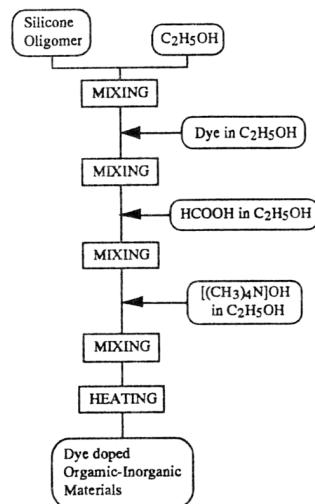 Silicone
Oligomer
C2H5OH
MIXING
Dye in C2H5OH
MIXING
HCOOH in C2H5OH
MIXING
[(CH3)4N]OH
in C2H5OH
MIXING
HEATING
Dye doped
Orgamic-Inorganic
Materials